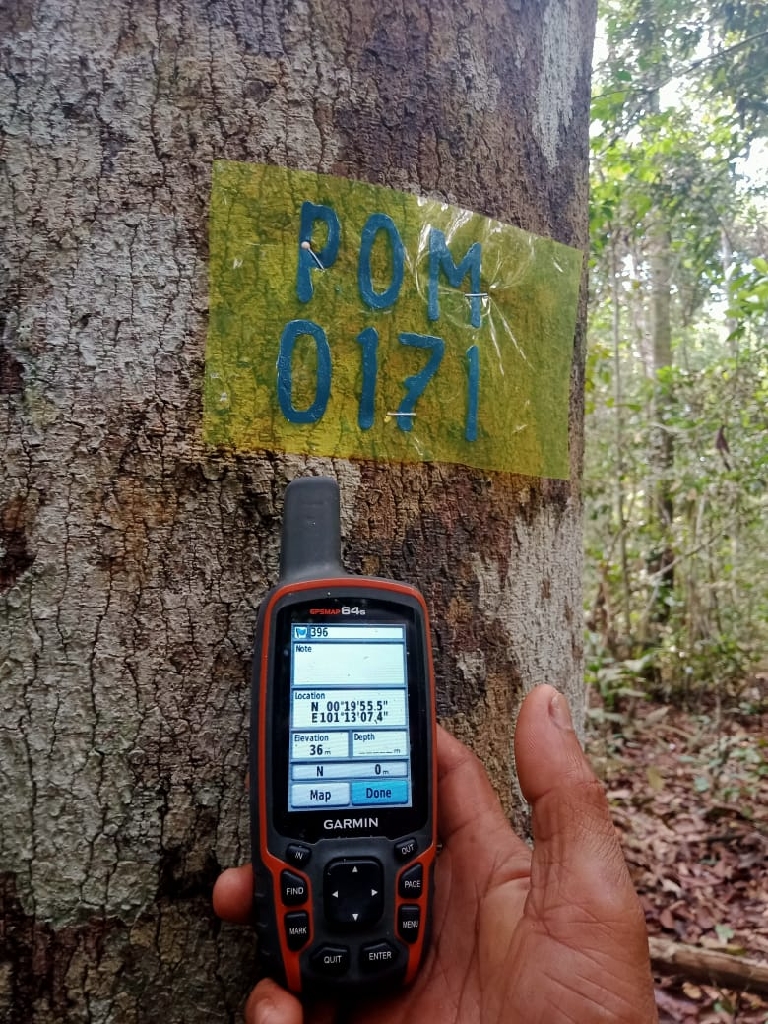 POM
0171
GPSMAP 64s
396
Note
Location
N 00°19'55.5"
E101°13'07.4"
Elevation
Depth
36m
_____m
N
0m
Map
Done
GARMIN
IN
OUT
FIND
PAGE
MARK
MENU
QUIT
ENTER